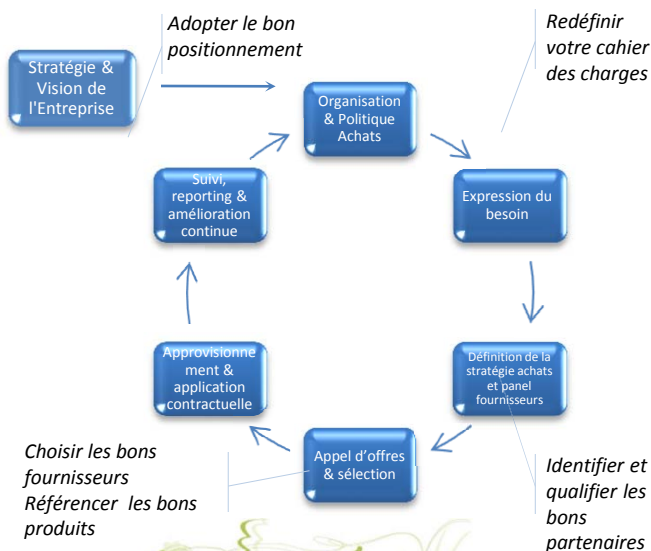 Adopter le bon
positionnement
Redéfinir
votre cahier
des charges
Stratégie &
Vision de
l'Entreprise
Organisation
& Politique
Achats
Suivi,
reporting &
amélioration
continue
Expression du
besoin
Approvisionne
ment &
application
contractuelle
Définition de la
stratégie achats
et panel
fournisseurs
Appel d'offres
& sélection
Choisir les bons
fournisseurs
Référencer les bons
produits
Identifier et
qualifier les
bons
partenaires